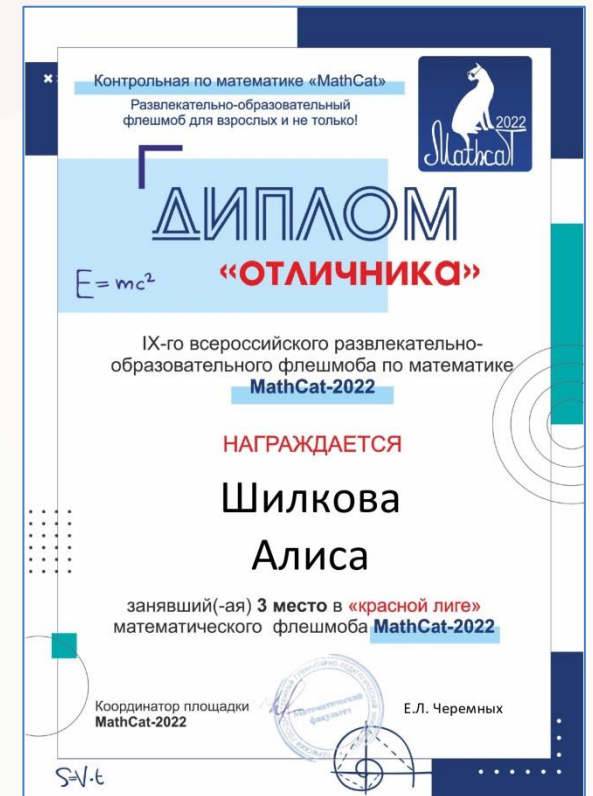 Контрольная по математике «MathCat»
Развлекательно-образовательный
флешмоб для взрослых и не только!
2022
Mathcat
ДИПЛОМ
«ОТЛИЧНИКА»
E=mc²
IX-го всероссийского развлекательно-
образовательного флешмоба по математике
MathCat-2022
НАГРАЖДАЕТСЯ
Шилкова
Алиса
занявший(-ая) 3 место в «красной лиге»
математического флешмоба MathCat-2022
Координатор площадки
MathCat-2022
Математический
факультет
Е.Л. Черемных
S=V·t